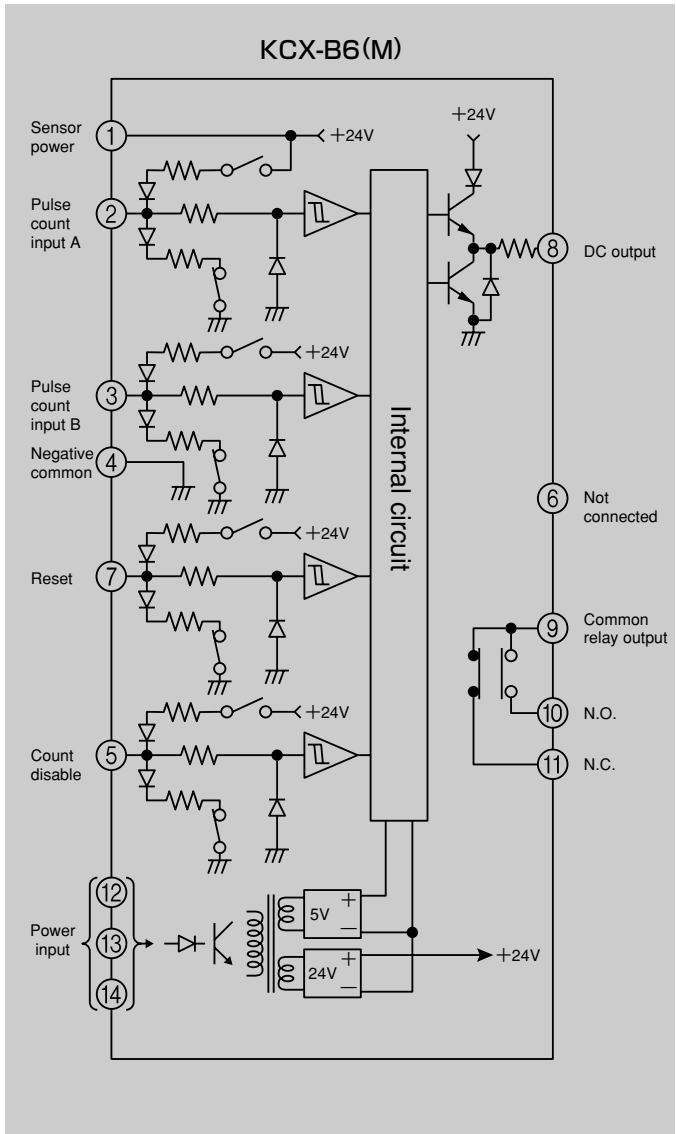 KCX-B6(M)
Sensor
power
1
+24V
+24V
Pulse
count
input A
2
8
DC output
+24V
Pulse
count
input B
3
Negative
common
4
Internal circuit
6
Not
connected
+24V
Reset
7
9
Common
relay output
10
N.O.
11
N.C.
+24V
Count
disable
5
12
Power
input
13
14
5V
+
−
24V
+
−
+24V